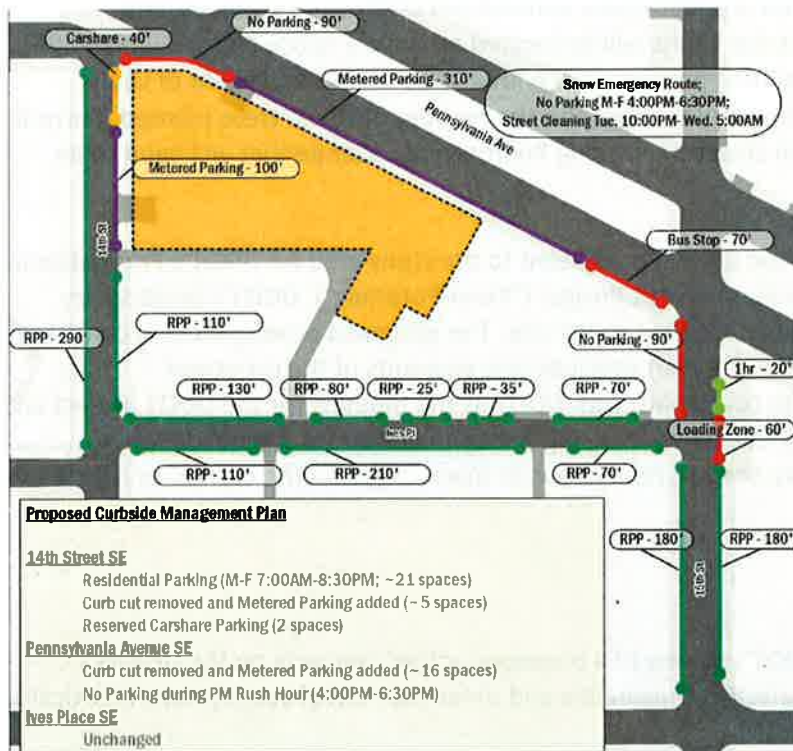 No Parking - 90'
Carshare - 40'
Metered Parking - 310'
Snow Emergency Route;
No Parking M-F 4:00PM-6:30PM;
Street Cleaning Tue. 10:00PM- Wed. 5:00AM
Pennsylvania Ave
Metered Parking - 100'
14th St
Bus Stop - 70'
RPP - 110'
RPP - 290'
No Parking - 90'
1hr - 20'
RPP - 130'
RPP - 80'
RPP - 25'
RPP - 35'
RPP - 70'
Loading Zone - 60'
Ives Pl
RPP - 110'
RPP - 210'
RPP - 70'
RPP - 180'
RPP - 180'
Proposed Curbside Management Plan
14th Street SE
Residential Parking (M-F 7:00AM-8:30PM; ~21 spaces)
Curb cut removed and Metered Parking added (~ 5 spaces)
Reserved Carshare Parking (2 spaces)
Pennsylvania Avenue SE
Curb cut removed and Metered Parking added (~16 spaces)
No Parking during PM Rush Hour (4:00PM-6:30PM)
Ives Place SE
Unchanged